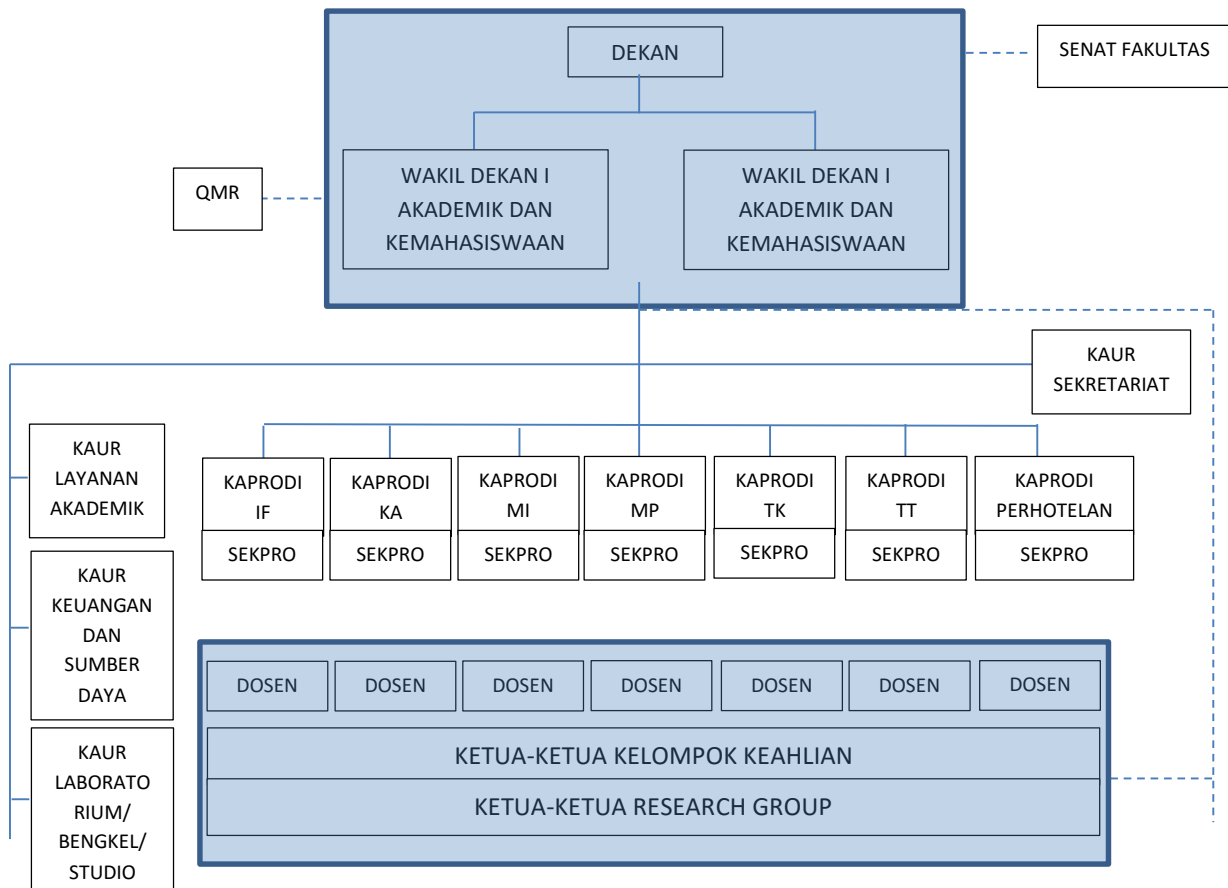 DEKAN
SENAT FAKULTAS
QMR
WAKIL DEKAN I
AKADEMIK DAN
KEMAHASISWAAN
WAKIL DEKAN I
AKADEMIK DAN
KEMAHASISWAAN
KAUR
SEKRETARIAT
KAUR
LAYANAN
AKADEMIK
KAPRODI
IF
SEKPRO
KAPRODI
KA
SEKPRO
KAPRODI
MI
SEKPRO
KAPRODI
MP
SEKPRO
KAPRODI
TK
SEKPRO
KAPRODI
TT
SEKPRO
KAPRODI
PERHOTELAN
SEKPRO
KAUR
KEUANGAN
DAN
SUMBER
DAYA
DOSEN
DOSEN
DOSEN
DOSEN
DOSEN
DOSEN
DOSEN
KETUA-KETUA KELOMPOK KEAHLIAN
KETUA-KETUA RESEARCH GROUP
KAUR
LABORATO
RIUM/
BENGKEL/
STUDIO